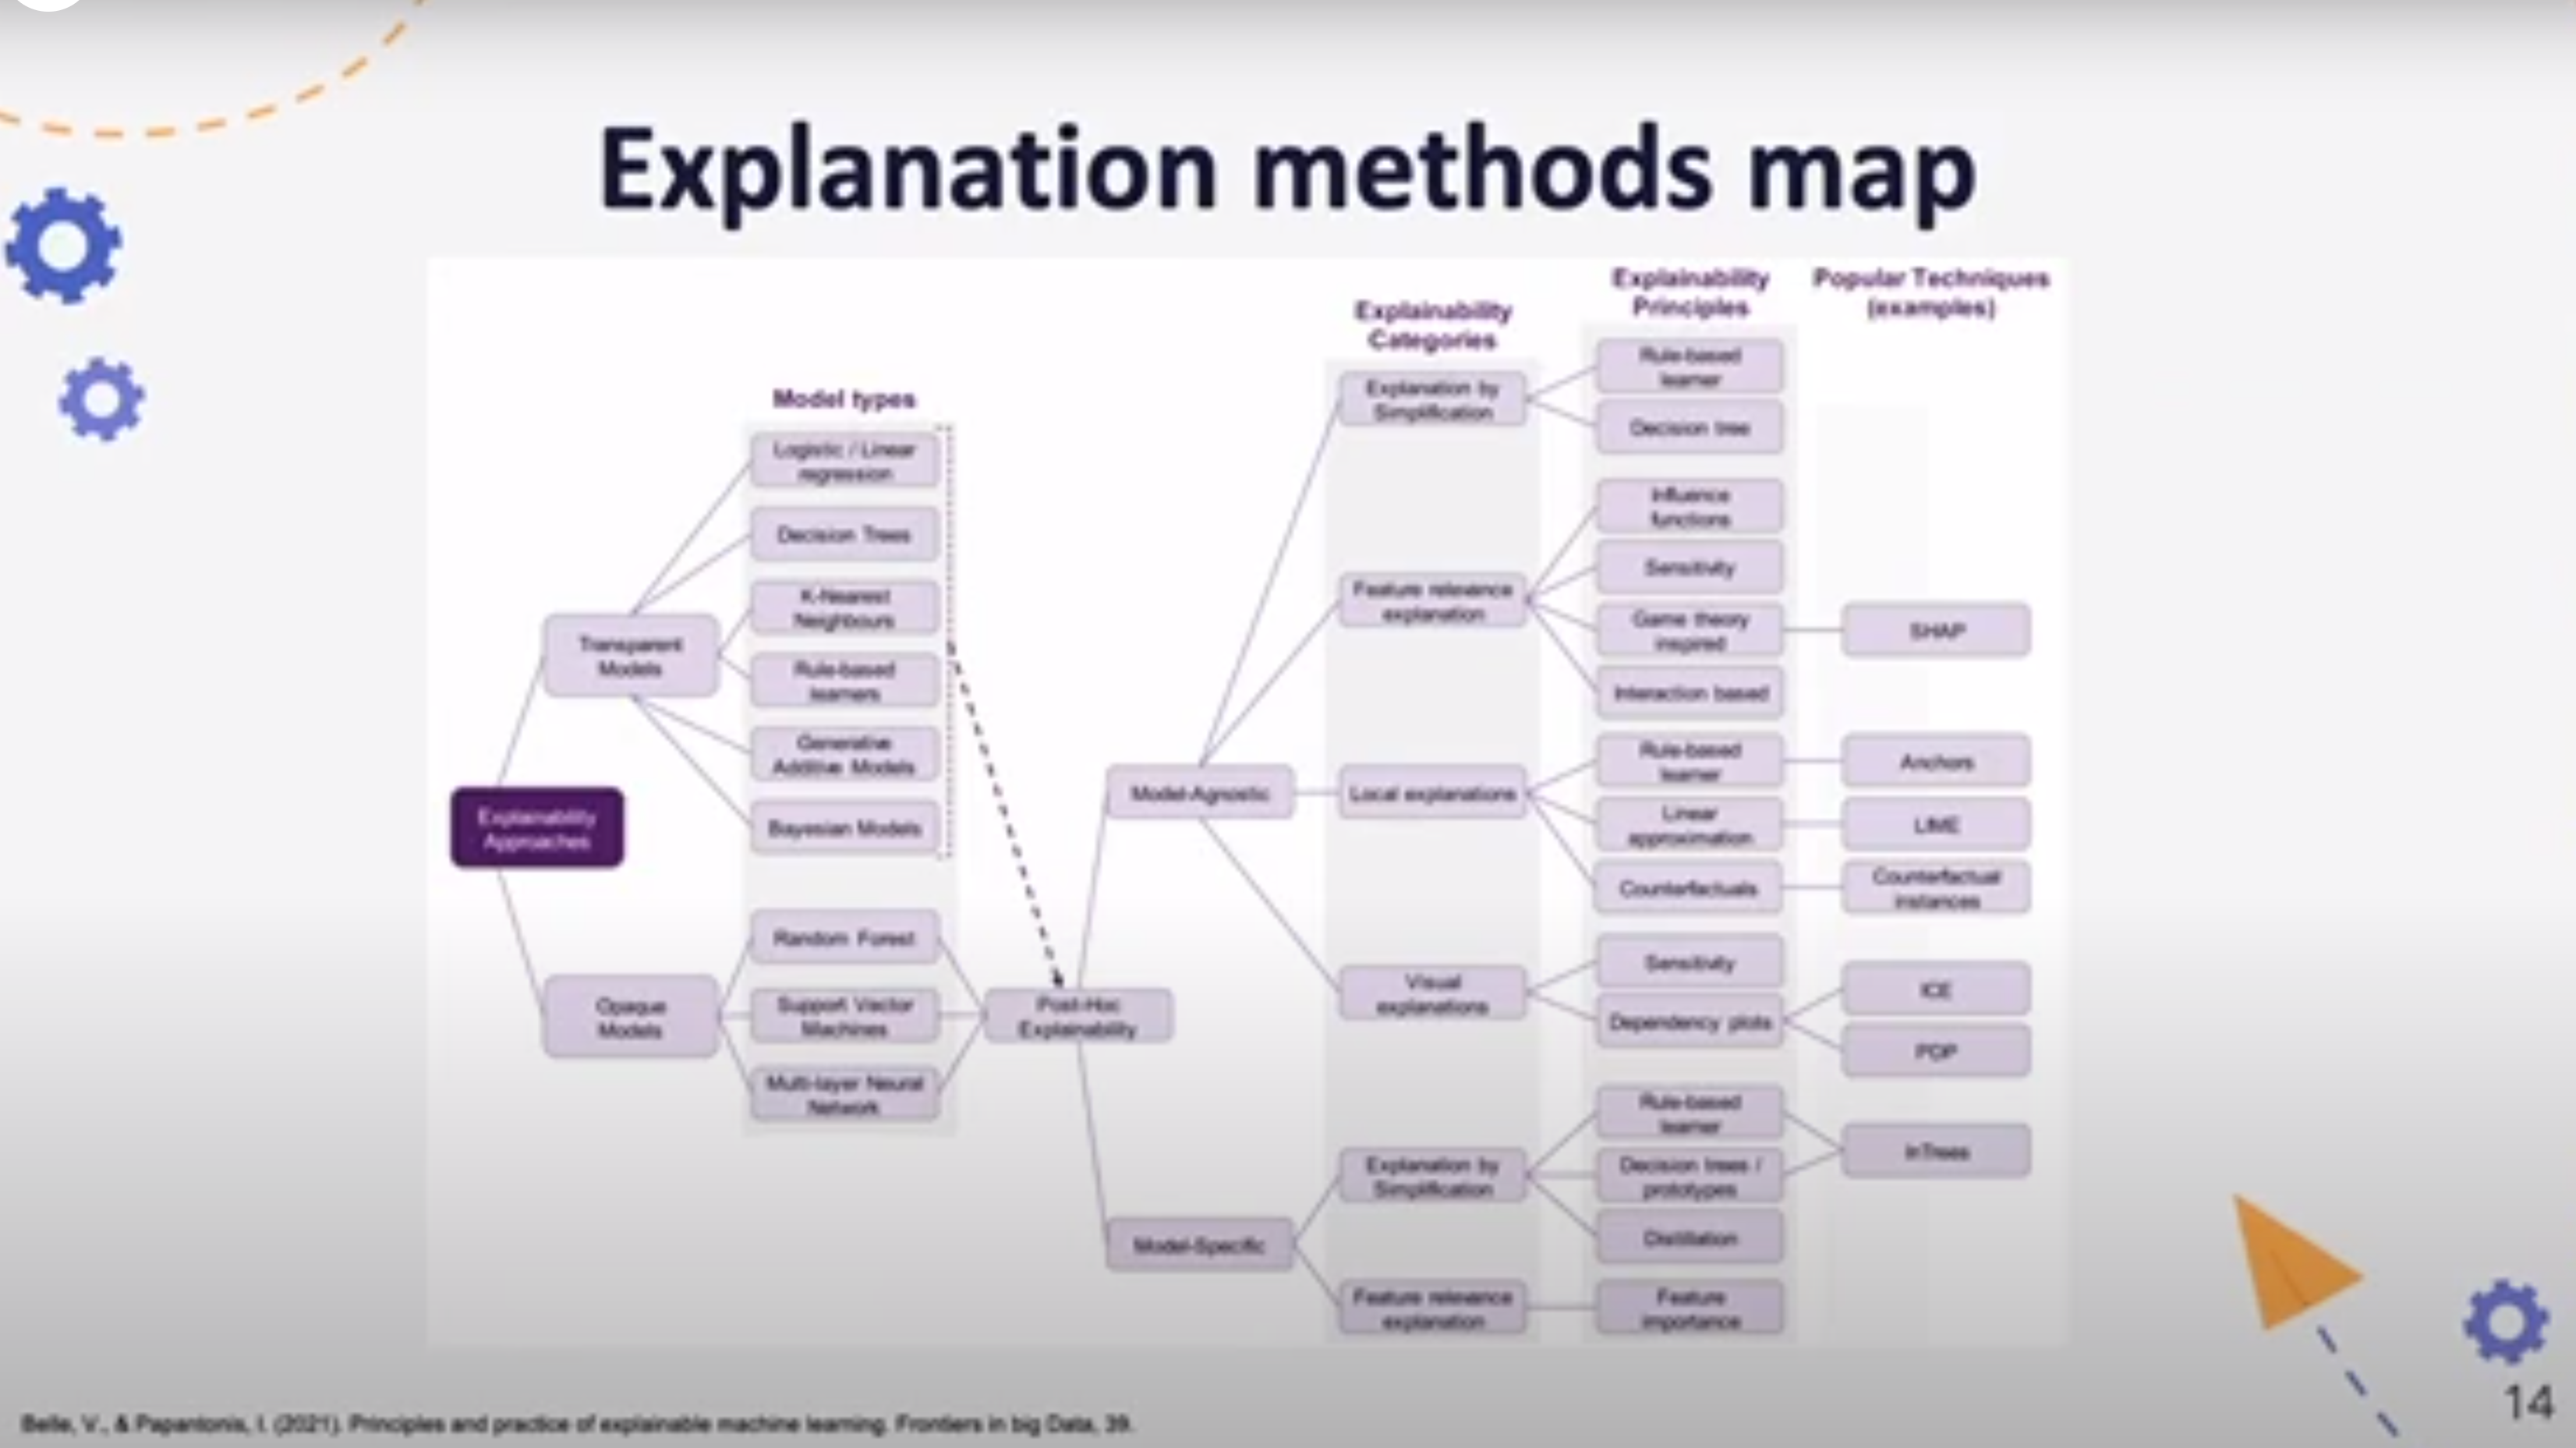 Explanation methods map
Explainability
Principles
Popular Techniques
(examples)
Explainability
Categories
Model types
Logistic / Linear
regression
Decision Trees
K-Nearest
Neighbours
Rule-based
learners
Generative
Additive Models
Bayesian Models
Random Forest
Support Vector
Machines
Multi-layer Neural
Network
Transparent
Models
Explainability
Approaches
Opaque
Models
Post-Hoc
Explainability
Model-Agnostic
Model-Specific
Explanation by
Simplification
Feature relevance
explanation
Local explanations
Visual
explanations
Explanation by
Simplification
Feature relevance
explanation
Rule-based
learner
Decision tree
Influence
functions
Sensitivity
Game theory
inspired
Interaction based
Rule-based
learner
Linear
approximation
Counterfactuals
Sensitivity
Dependency plots
Rule-based
learner
Decision trees /
prototypes
Distillation
Feature
importance
SHAP
Anchors
LIME
Counterfactual
instances
ICE
PDP
InTrees
Belle, V., & Papantonis, I. (2021). Principles and practice of explainable machine learning. Frontiers in big Data, 39.
14